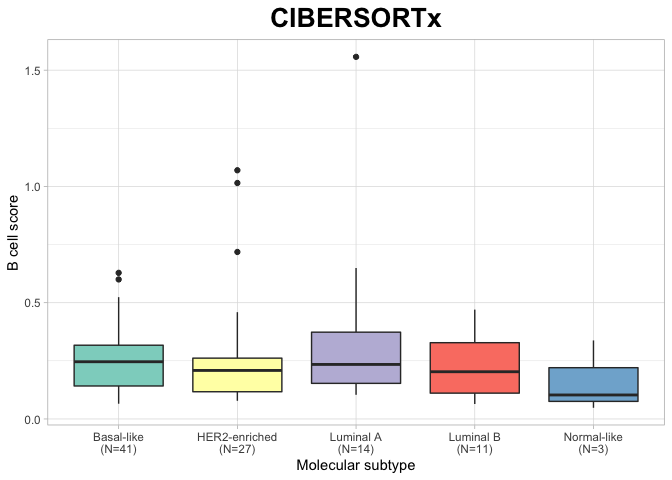 CIBERSORTx
B cell score
1.5
1.0
0.5
0.0
Basal-like
(N=41)
HER2-enriched
(N=27)
Luminal A
(N=14)
Luminal B
(N=11)
Normal-like
(N=3)
Molecular subtype